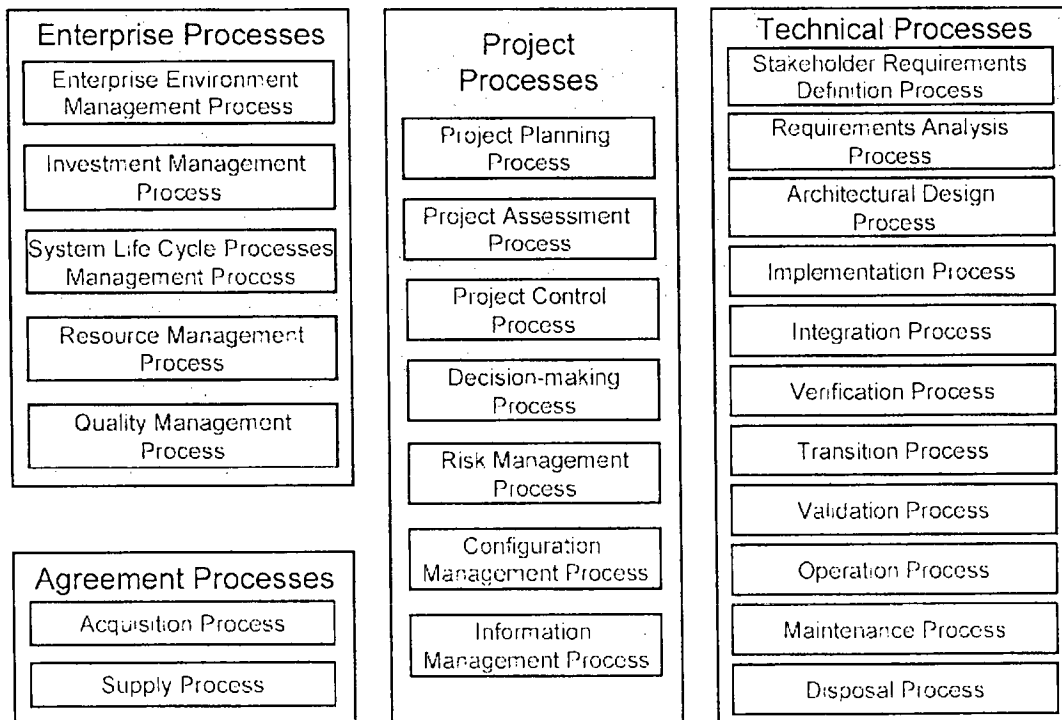 Enterprise Processes
Enterprise Environment
Management Process
Investment Management
Process
System Life Cycle Processes
Management Process
Resource Management
Process
Quality Management
Process
Agreement Processes
Acquisition Process
Supply Process
Project
Processes
Project Planning
Process
Project Assessment
Process
Project Control
Process
Decision-making
Process
Risk Management
Process
Configuration
Management Process
Information
Management Process
Technical Processes
Stakeholder Requirements
Definition Process
Requirements Analysis
Process
Architectural Design
Process
Implementation Process
Integration Process
Verification Process
Transition Process
Validation Process
Operation Process
Maintenance Process
Disposal Process